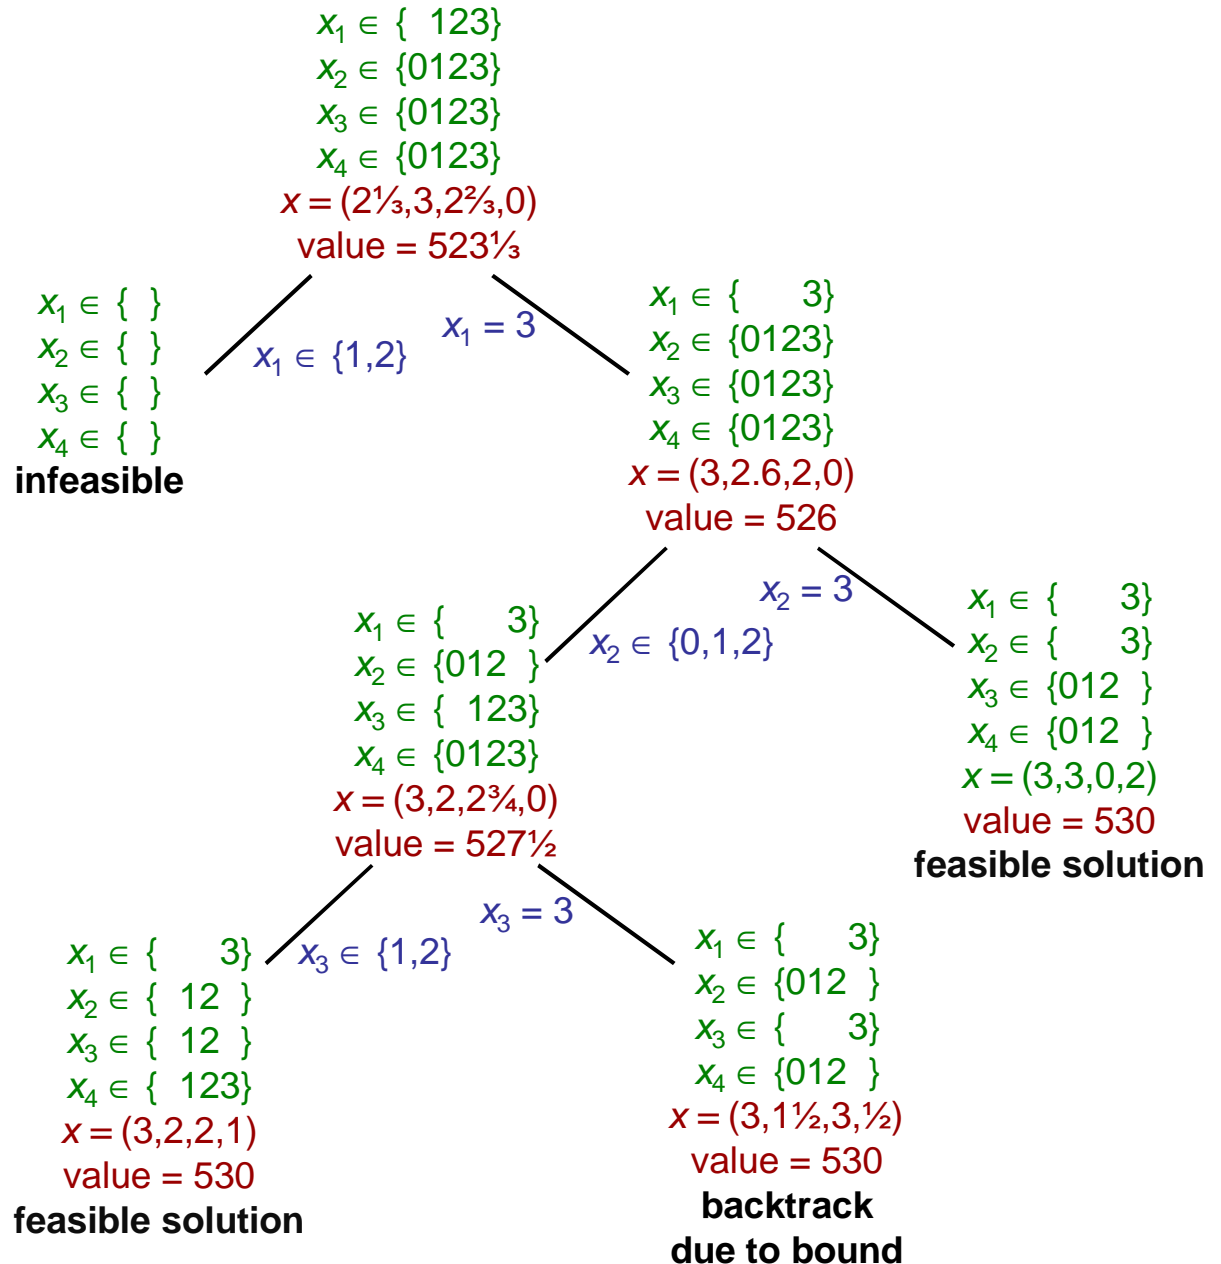 x₁ ∈ { 123}
x₂ ∈ {0123}
x₃ ∈ {0123}
x₄ ∈ {0123}
x = (2⅓,3,2⅔,0)
value = 523⅓
x₁ ∈ { }
x₂ ∈ { }
x₃ ∈ { }
x₄ ∈ { }
infeasible
x₁ ∈ {1,2}
x₁ = 3
x₁ ∈ { 3}
x₂ ∈ {0123}
x₃ ∈ {0123}
x₄ ∈ {0123}
x = (3,2.6,2,0)
value = 526
x₂ ∈ {0,1,2}
x₂ = 3
x₁ ∈ { 3}
x₂ ∈ {012 }
x₃ ∈ { 123}
x₄ ∈ {0123}
x = (3,2,2¾,0)
value = 527½
x₁ ∈ { 3}
x₂ ∈ { 3}
x₃ ∈ {012 }
x₄ ∈ {012 }
x = (3,3,0,2)
value = 530
feasible solution
x₃ ∈ {1,2}
x₃ = 3
x₁ ∈ { 3}
x₂ ∈ { 12 }
x₃ ∈ { 12 }
x₄ ∈ { 123}
x = (3,2,2,1)
value = 530
feasible solution
x₁ ∈ { 3}
x₂ ∈ {012 }
x₃ ∈ { 3}
x₄ ∈ {012 }
x = (3,1½,3,½)
value = 530
backtrack
due to bound